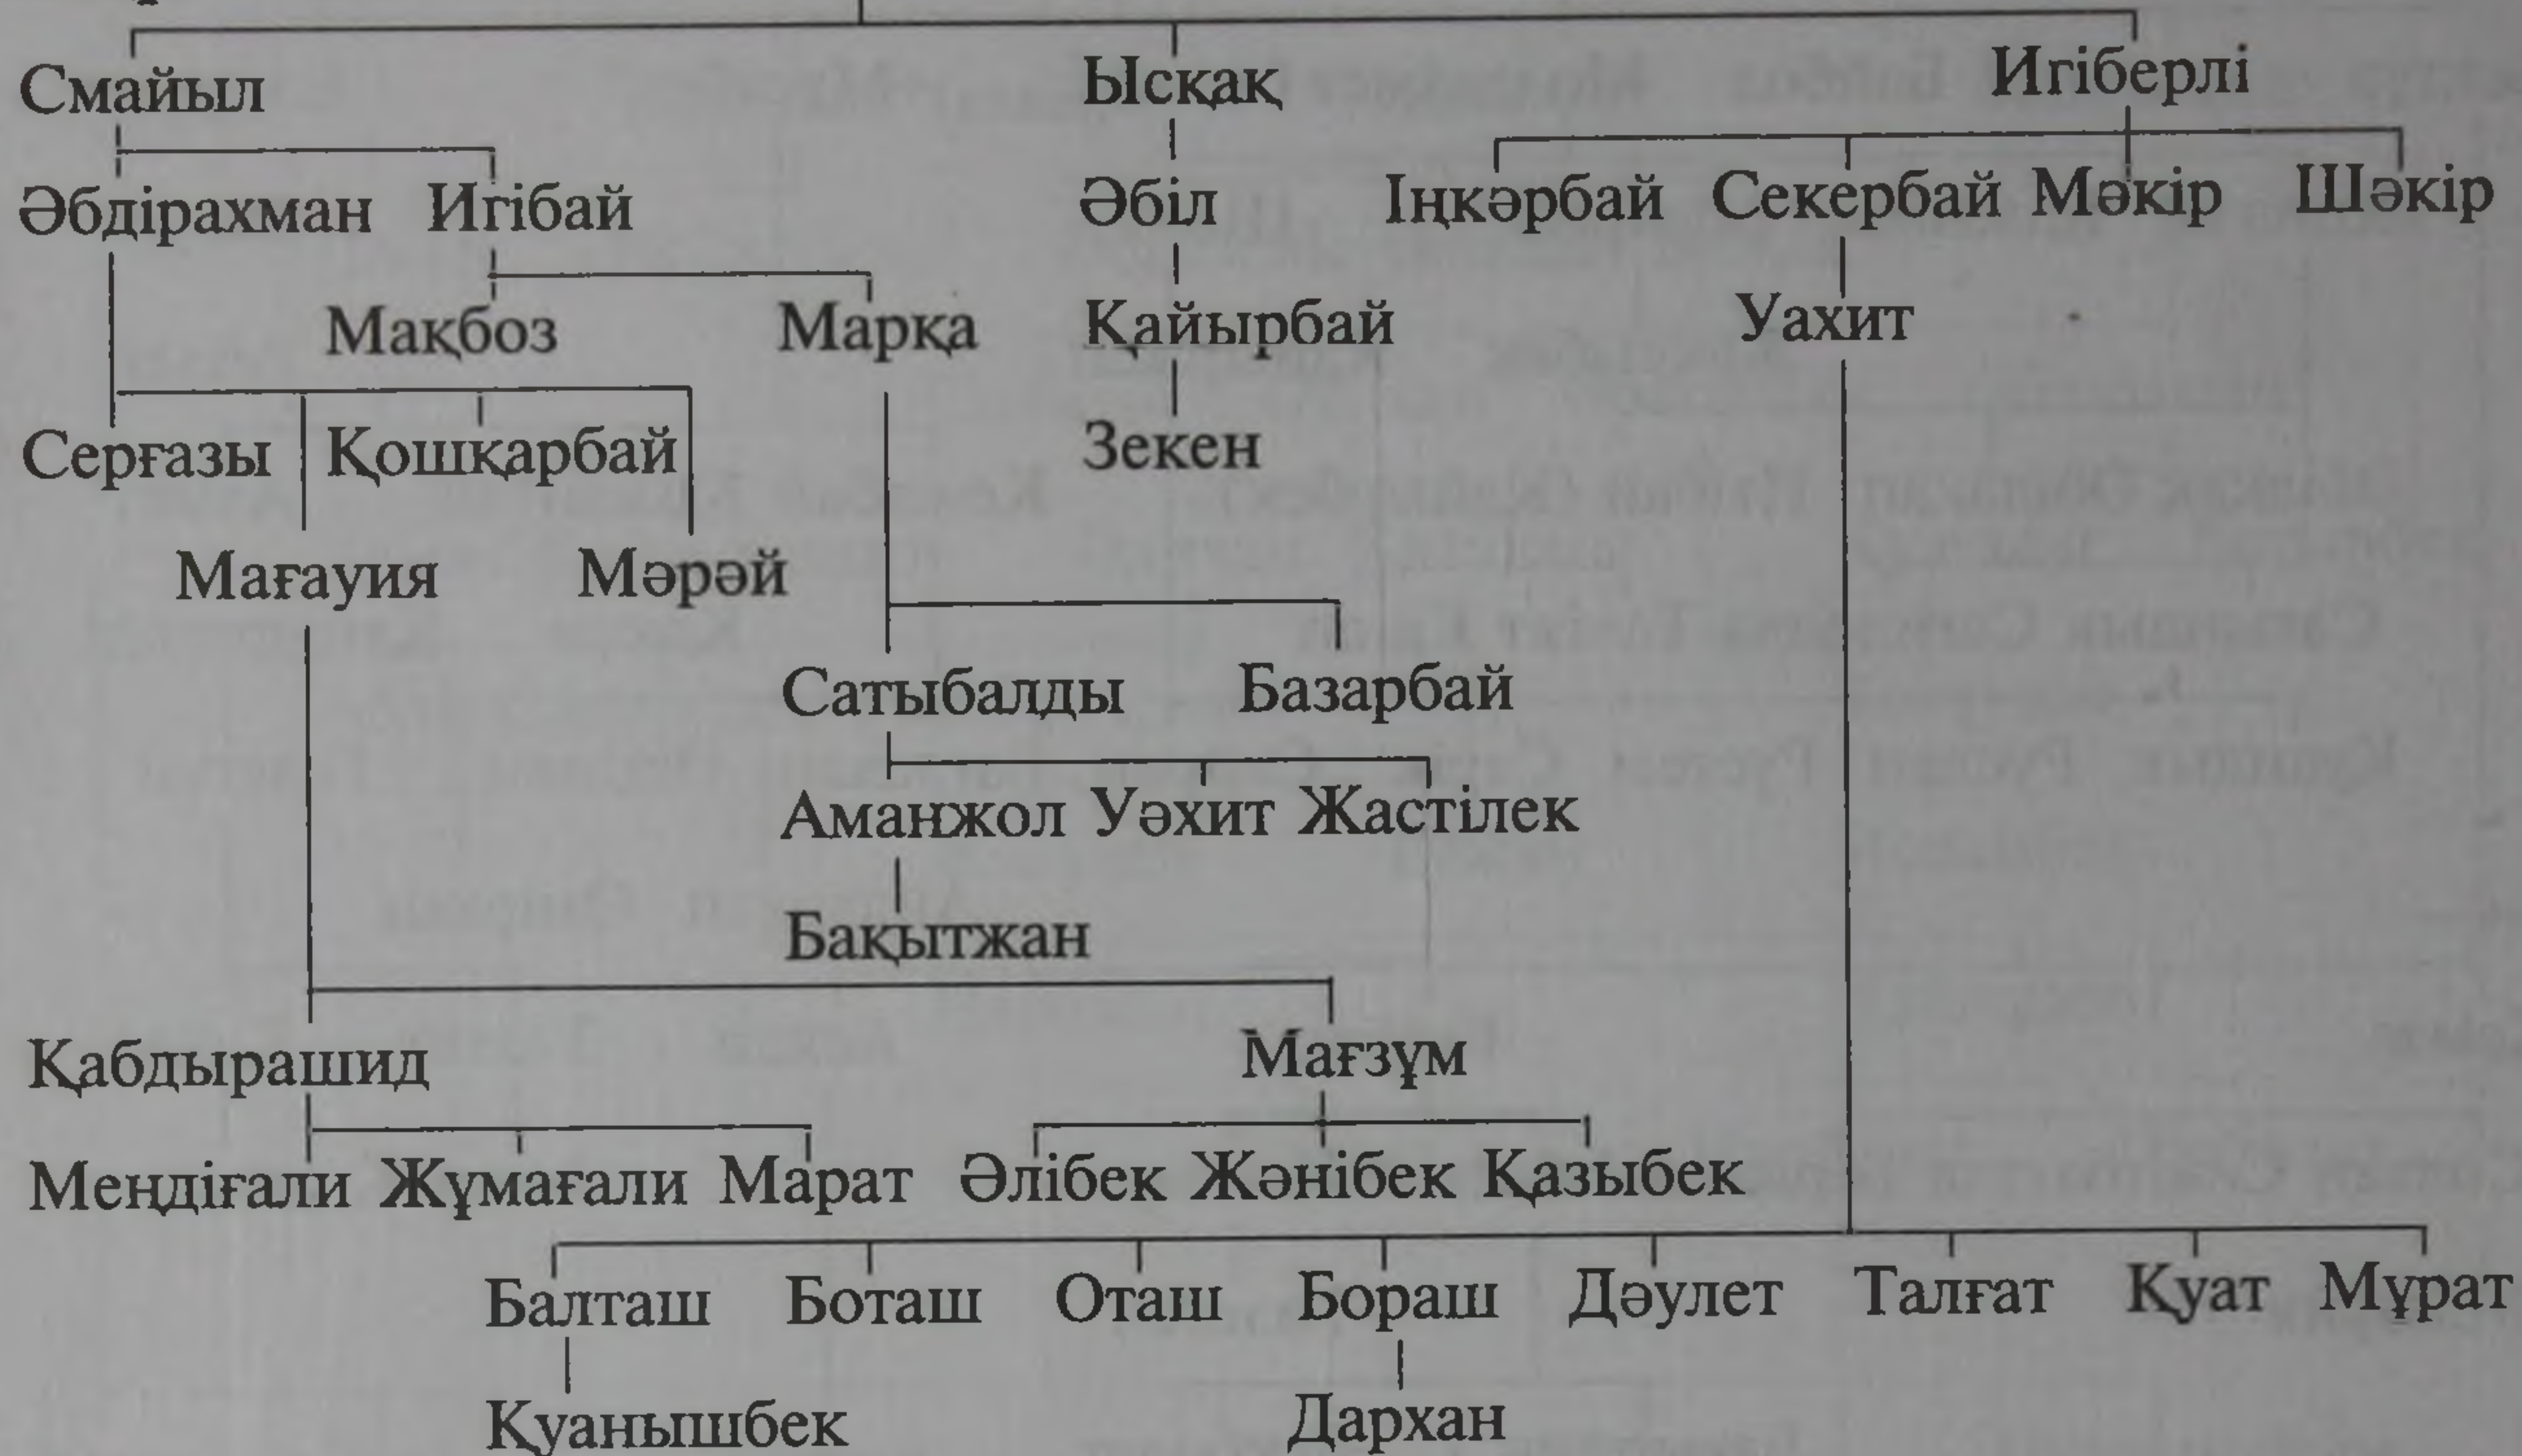 Смайыл Ысқақ Игіберлі
Әбдірахман Игібай Әбіл Іңкәрбай Секербай Мәкір Шәкір
Мақбоз Марқа Қайырбай Уахит
Серғазы Қошқарбай Зекен
Мағауия Мәрәй
Сатыбалды Базарбай
Аманжол Уәхит Жастілек
Бақытжан
Қабдырашид Мағзұм
Меңдіғали Жұмағали Марат Әлібек Жәнібек Қазыбек
Балташ Боташ Оташ Бораш Дәулет Талғат Қуат Мұрат
Қуанышбек Дархан